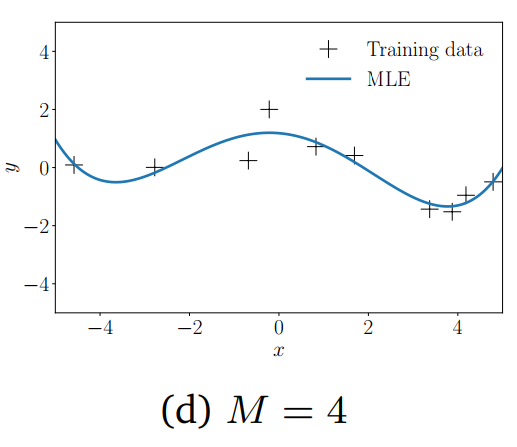 4
2
0
−2
−4
y
Training data
MLE
−4 −2 0 2 4
x
(d) M = 4